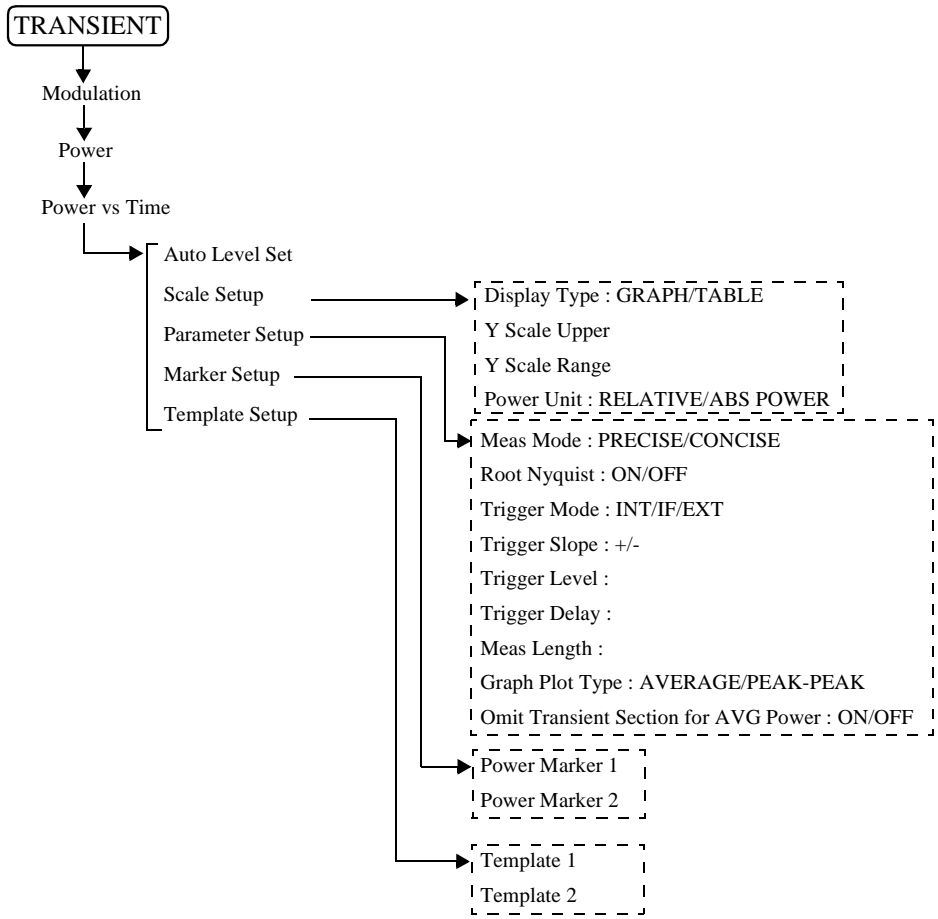 TRANSIENT
Modulation
Power
Power vs Time
Auto Level Set
Scale Setup
Parameter Setup
Marker Setup
Template Setup
Display Type : GRAPH/TABLE
Y Scale Upper
Y Scale Range
Power Unit : RELATIVE/ABS POWER
Meas Mode : PRECISE/CONCISE
Root Nyquist : ON/OFF
Trigger Mode : INT/IF/EXT
Trigger Slope : +/-
Trigger Level :
Trigger Delay :
Meas Length :
Graph Plot Type : AVERAGE/PEAK-PEAK
Omit Transient Section for AVG Power : ON/OFF
Power Marker 1
Power Marker 2
Template 1
Template 2